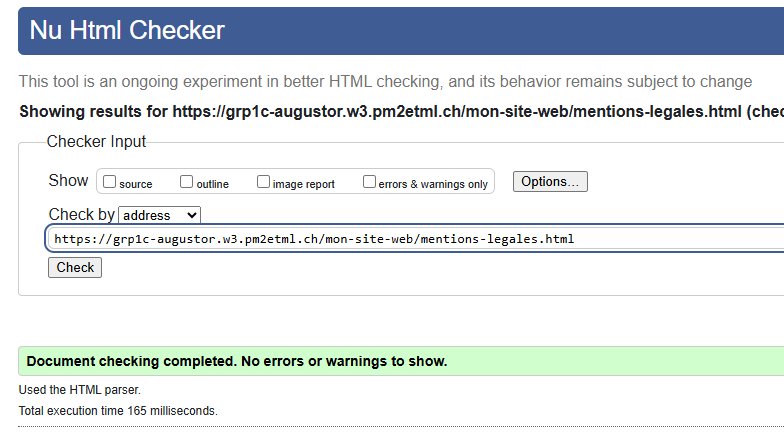 Nu Html Checker
This tool is an ongoing experiment in better HTML checking, and its behavior remains subject to change
Showing results for https://grp1c-augustor.w3.pm2etml.ch/mon-site-web/mentions-legales.html
Checker Input
Show source outline image report errors & warnings only Options...
Check by address
https://grp1c-augustor.w3.pm2etml.ch/mon-site-web/mentions-legales.html
Check
Document checking completed. No errors or warnings to show.
Used the HTML parser.
Total execution time 165 milliseconds.